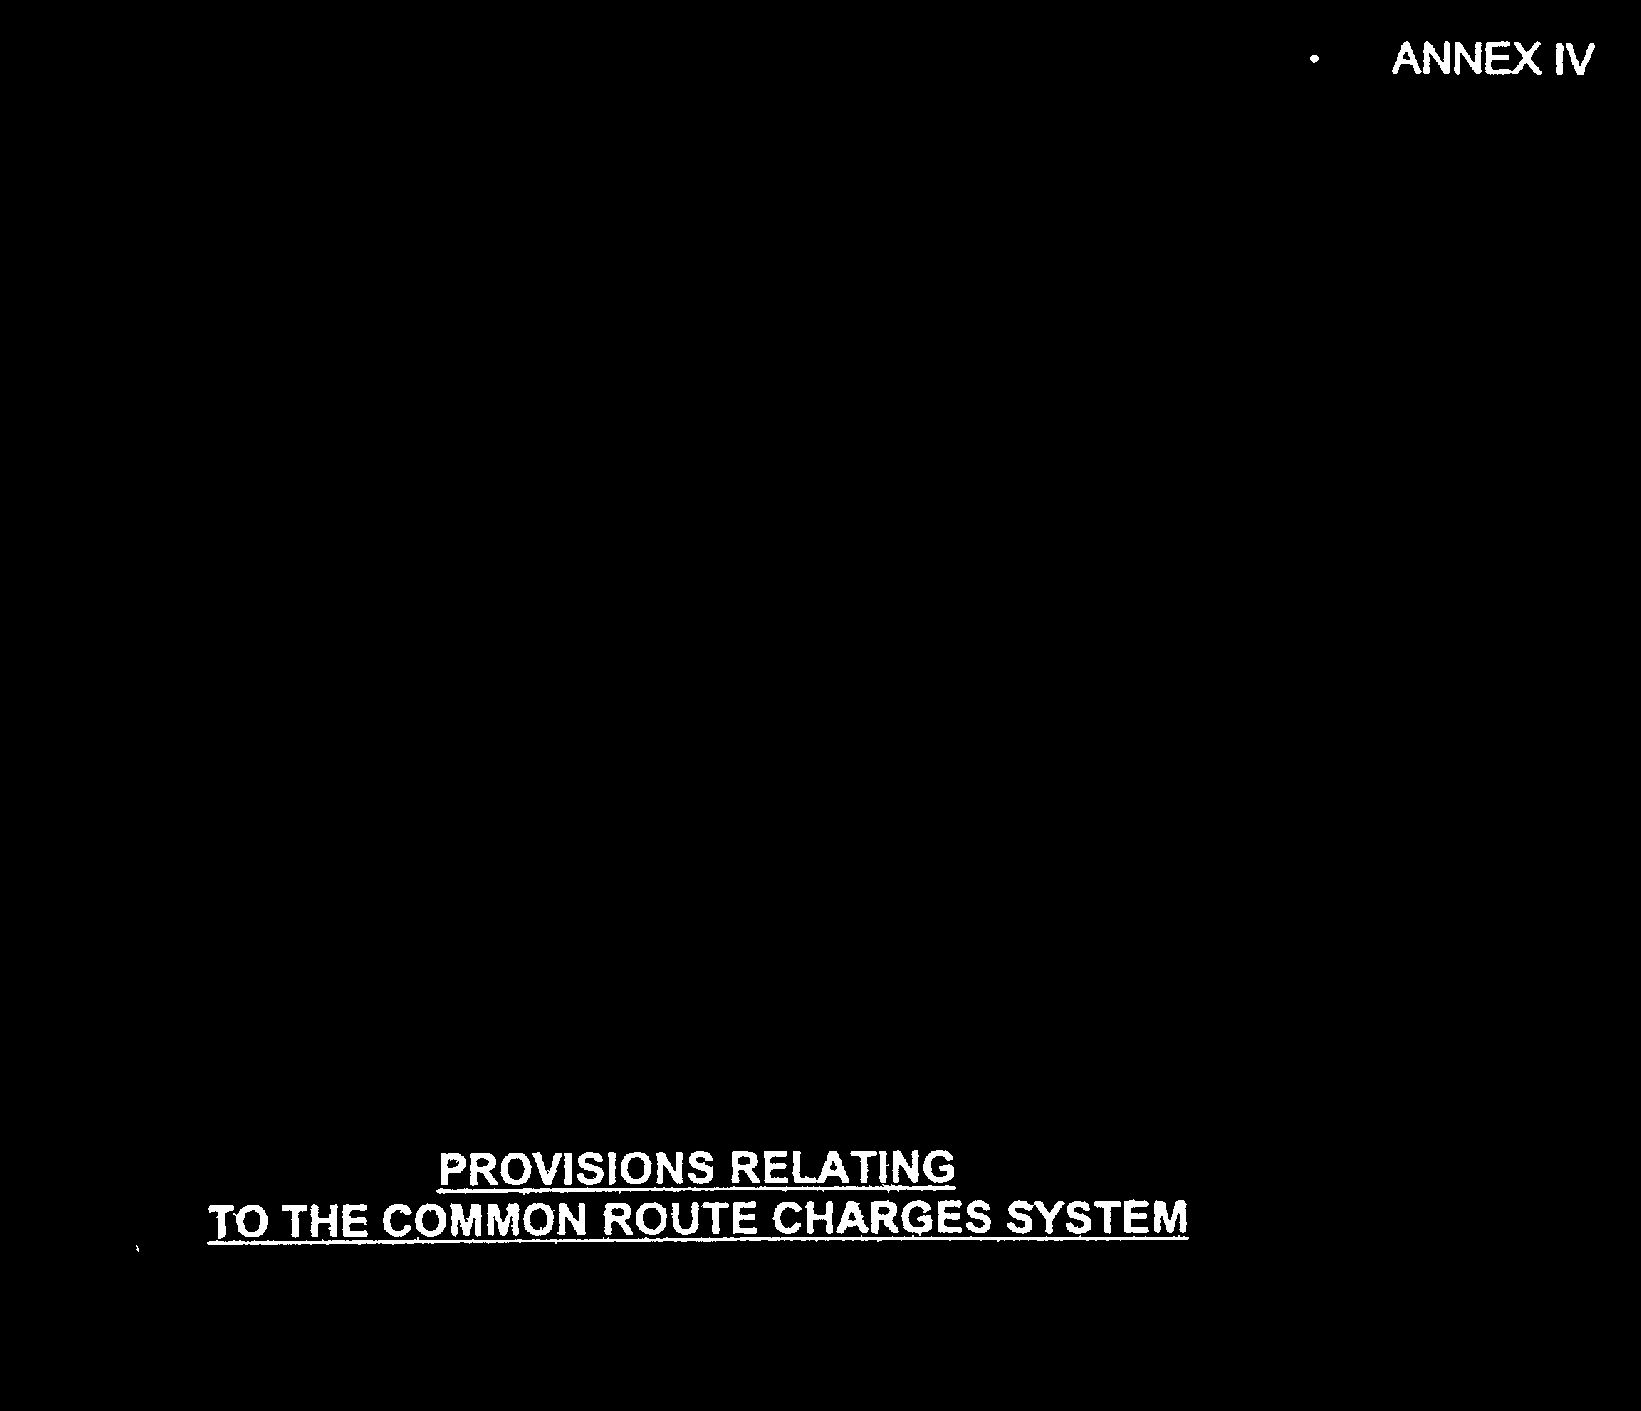 ANNEX IV
PROVISIONS RELATING
TO THE COMMON ROUTE CHARGES SYSTEM